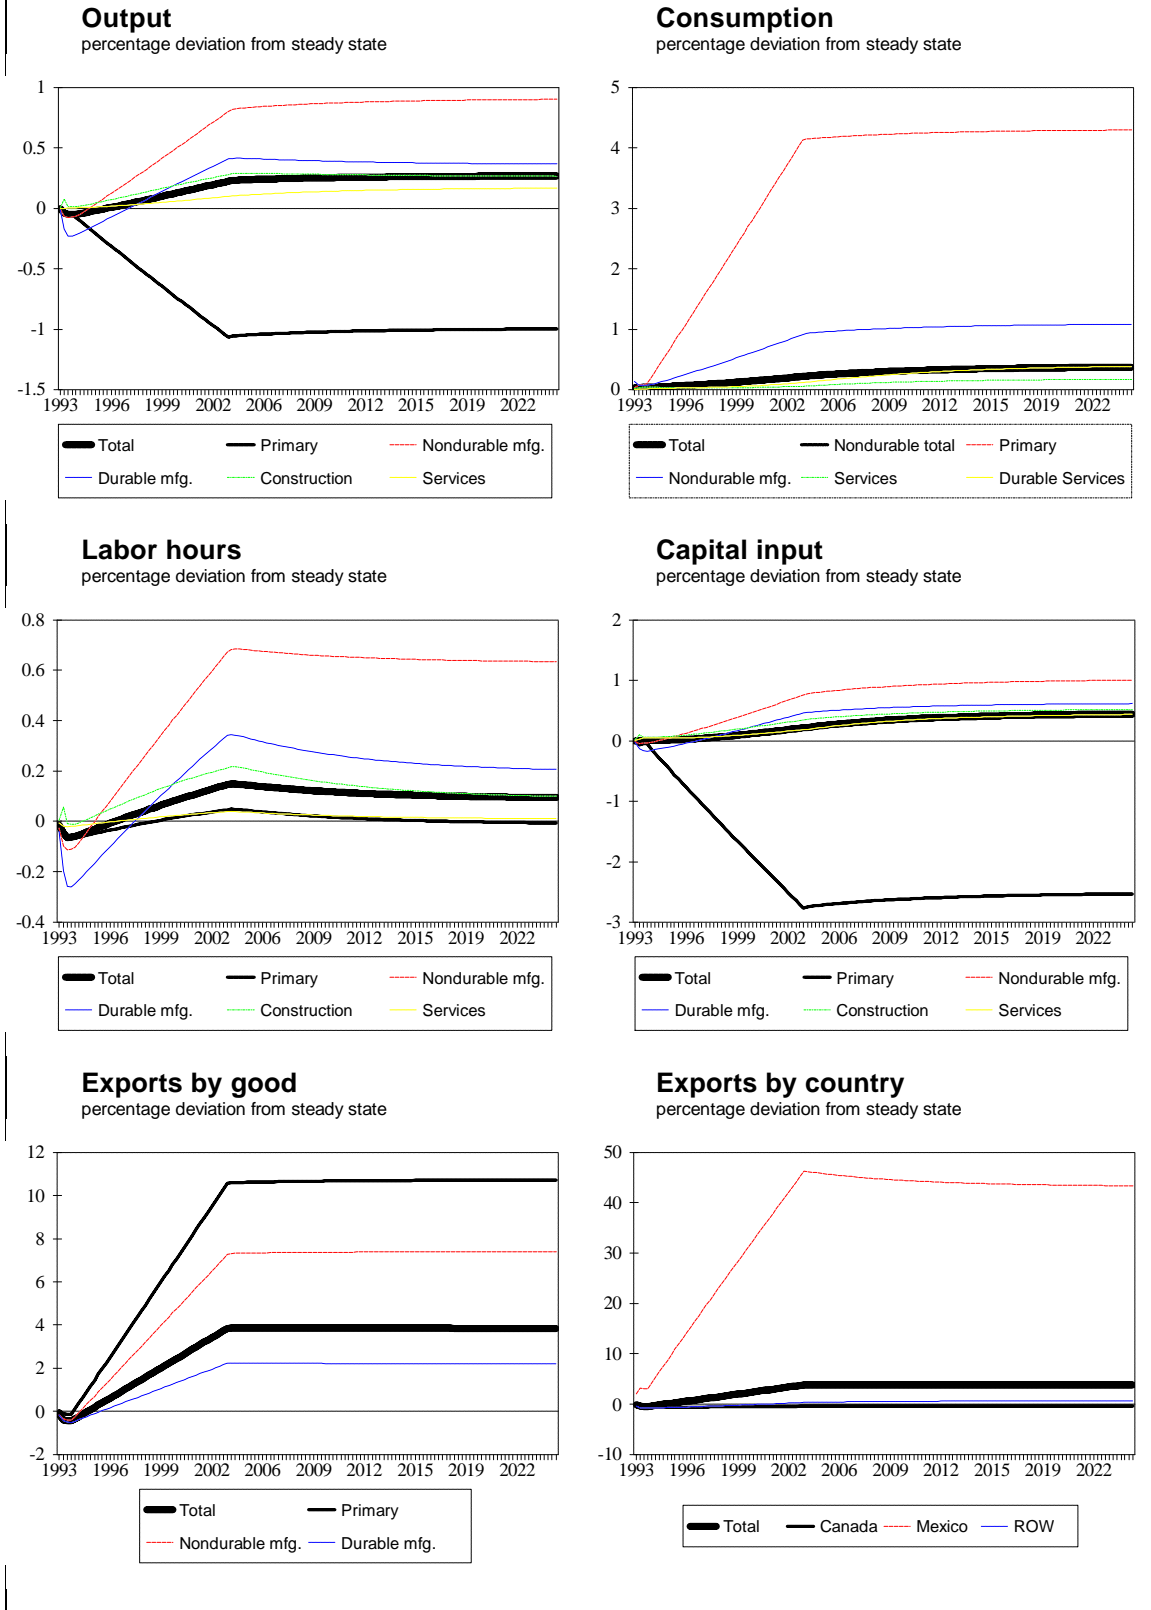 Output
percentage deviation from steady state
1
0.5
0
-0.5
-1
-1.5
1993 1996 1999 2002 2006 2009 2012 2015 2019 2022
Total Primary Nondurable mfg.
Durable mfg. Construction Services
Consumption
percentage deviation from steady state
5
4
3
2
1
0
1993 1996 1999 2002 2006 2009 2012 2015 2019 2022
Total Nondurable total Primary
Nondurable mfg. Services Durable Services
Labor hours
percentage deviation from steady state
0.8
0.6
0.4
0.2
0
-0.2
-0.4
1993 1996 1999 2002 2006 2009 2012 2015 2019 2022
Total Primary Nondurable mfg.
Durable mfg. Construction Services
Capital input
percentage deviation from steady state
2
1
0
-1
-2
-3
1993 1996 1999 2002 2006 2009 2012 2015 2019 2022
Total Primary Nondurable mfg.
Durable mfg. Construction Services
Exports by good
percentage deviation from steady state
12
10
8
6
4
2
0
-2
1993 1996 1999 2002 2006 2009 2012 2015 2019 2022
Total Primary
Nondurable mfg. Durable mfg.
Exports by country
percentage deviation from steady state
50
40
30
20
10
0
-10
1993 1996 1999 2002 2006 2009 2012 2015 2019 2022
Total Canada Mexico ROW